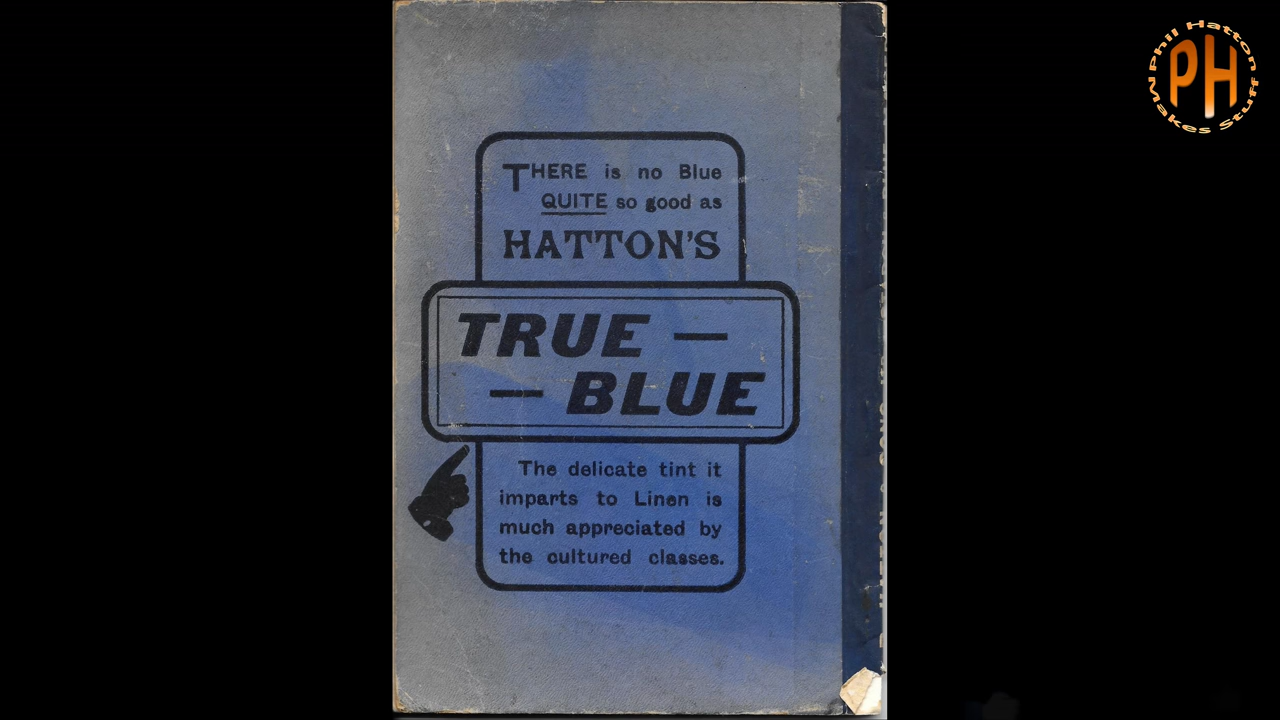 THERE is no Blue
QUITE so good as
HATTON'S
TRUE —
— BLUE
The delicate tint it
imparts to Linen is
much appreciated by
the cultured classes.
Phil Hatton
PH
Makes Stuff